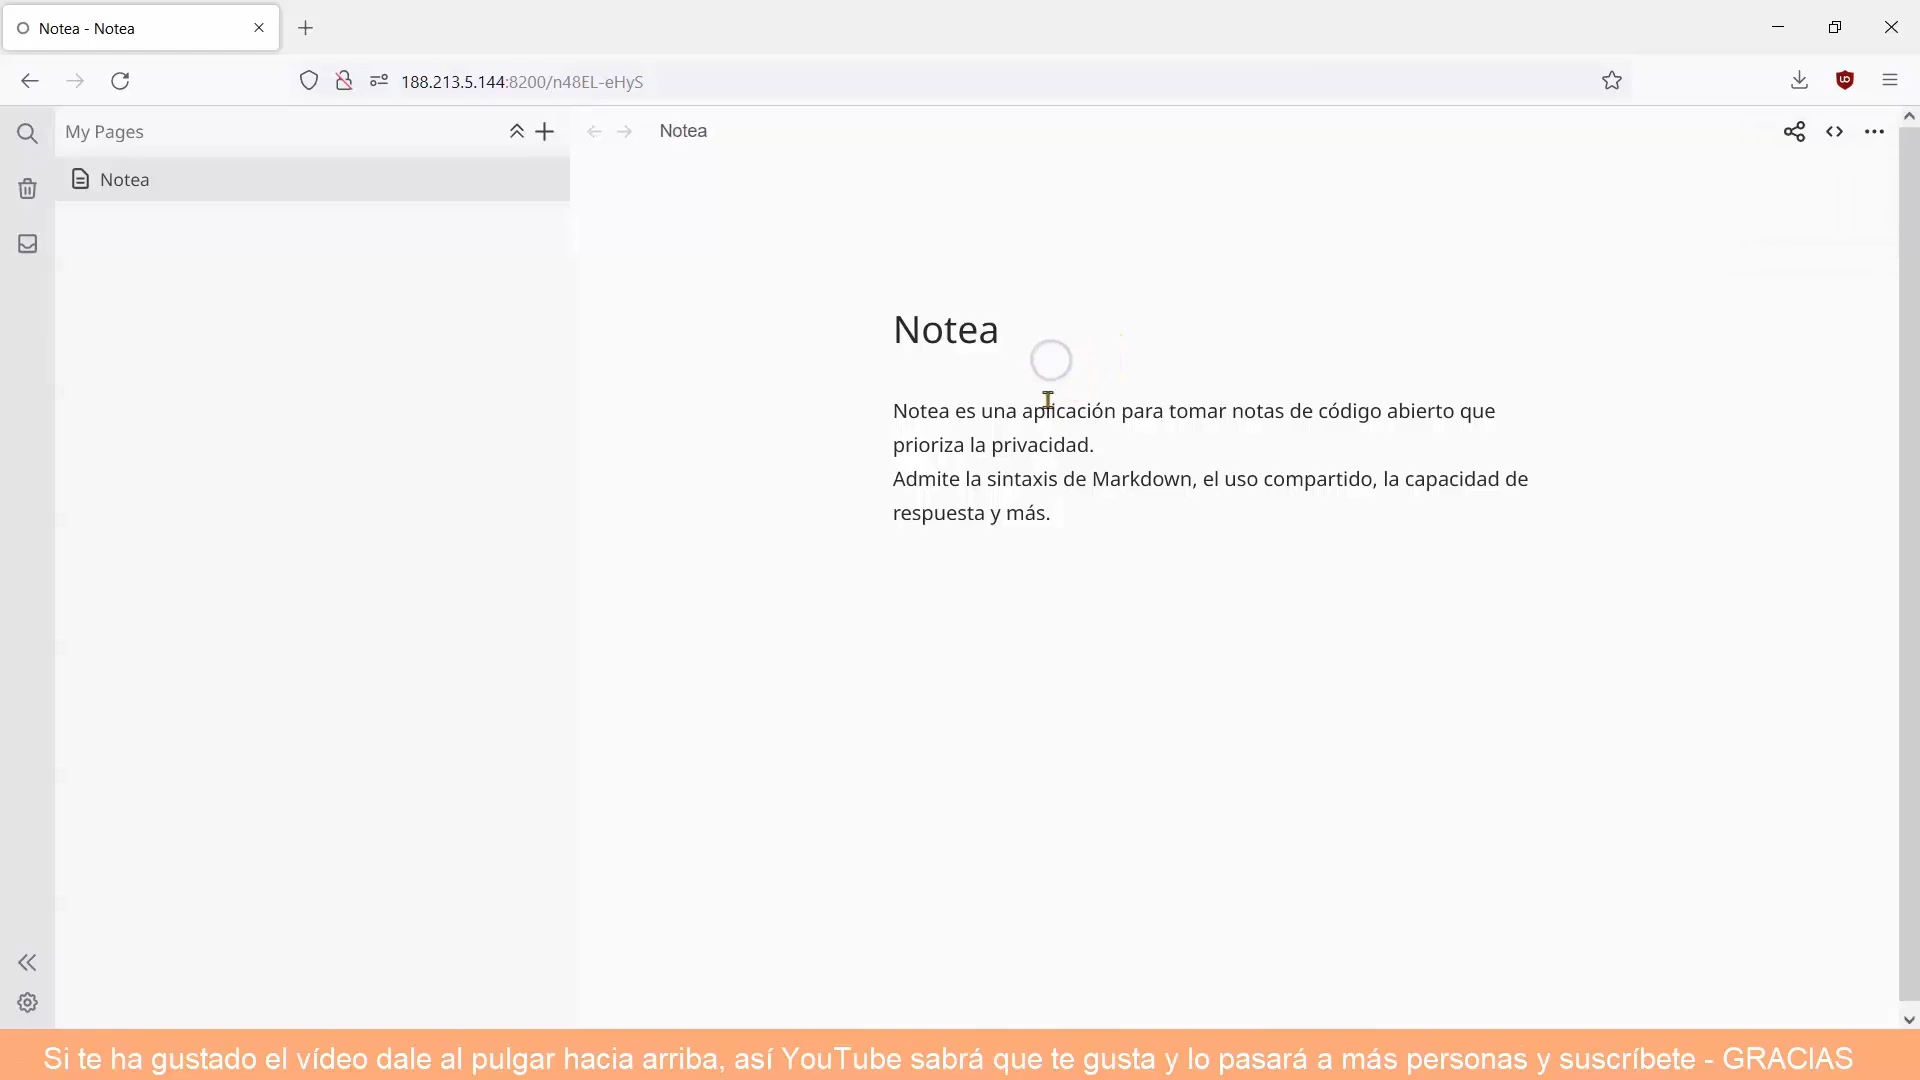 Notea - Notea
188.213.5.144:8200/n48EL-eHyS
My Pages
Notea
Notea
Notea
Notea es una aplicación para tomar notas de código abierto que
prioriza la privacidad.
Admite la sintaxis de Markdown, el uso compartido, la capacidad de
respuesta y más.
Si te ha gustado el vídeo dale al pulgar hacia arriba, así YouTube sabrá que te gusta y lo pasará a más personas y suscríbete - GRACIAS